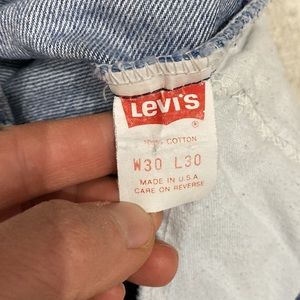 LEVI'S
®
100% COTTON
W30 L30
MADE IN U.S.A.
CARE ON REVERSE